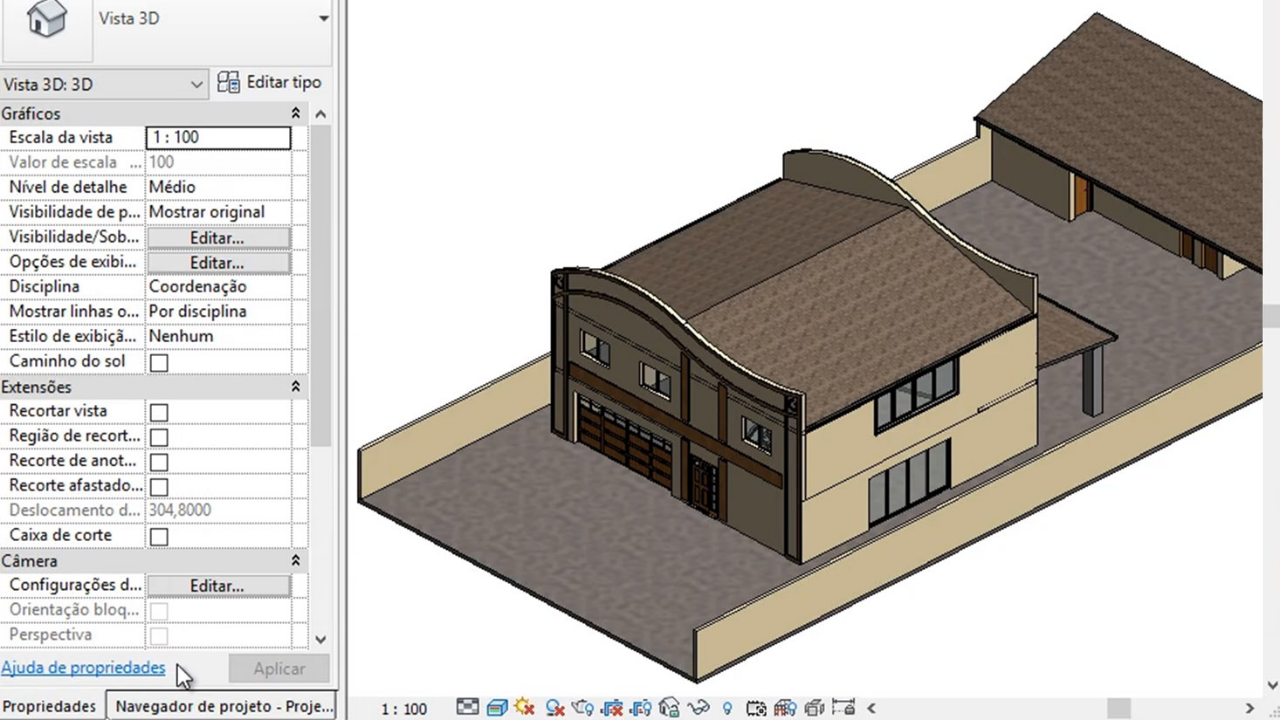 Vista 3D
Vista 3D: 3D
Editar tipo
Gráficos
Escala da vista 1 : 100
Valor de escala ... 100
Nível de detalhe Médio
Visibilidade de p... Mostrar original
Visibilidade/Sob... Editar...
Opções de exibi... Editar...
Disciplina Coordenação
Mostrar linhas o... Por disciplina
Estilo de exibiçã... Nenhum
Caminho do sol
Extensões
Recortar vista
Região de recort...
Recorte de anot...
Recorte afastado...
Deslocamento d... 304,8000
Caixa de corte
Câmera
Configurações d... Editar...
Orientação bloq...
Perspectiva
Ajuda de propriedades Aplicar
Propriedades Navegador de projeto - Proje...
1 : 100